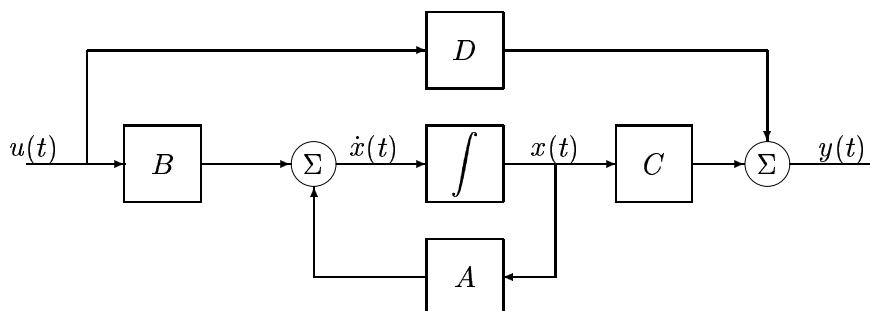 D
u(t) B Σ ẋ(t) ∫ x(t) C Σ y(t)
A